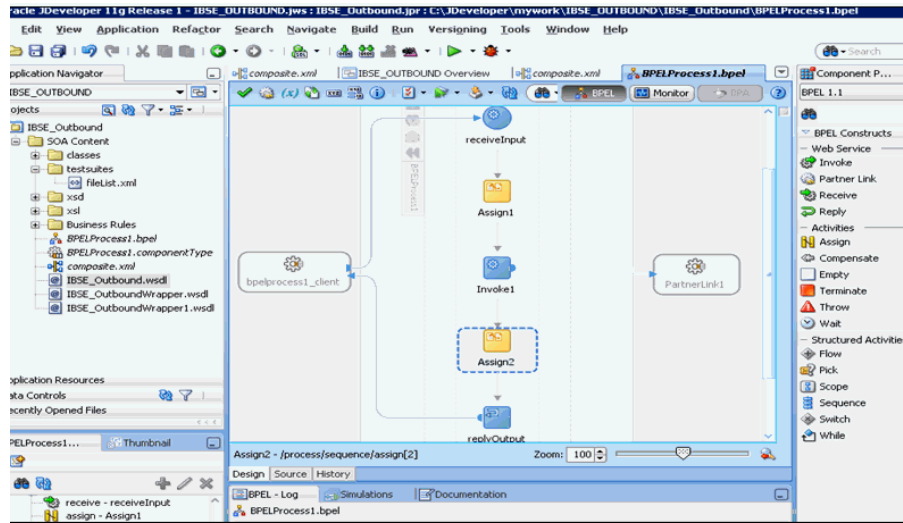 acle JDeveloper 11g Release 1 - IBSE_OUTBOUND.jws : IBSE_Outbound.jpr : C:\JDeveloper\mywork\IBSE_OUTBOUND\IBSE_Outbound\BPELProcess1.bpel
Edit View Application Refactor Search Navigate Build Run Versioning Tools Window Help
Search
pplication Navigator
composite.xml
IBSE_OUTBOUND Overview
composite.xml
BPELProcess1.bpel
Component P...
IBSE_OUTBOUND
BPEL
Monitor
BPA
BPEL 1.1
ojects
IBSE_Outbound
SOA Content
classes
testsuites
fileList.xml
xsd
xsl
Business Rules
BPELProcess1.bpel
BPELProcess1.componentType
composite.xml
IBSE_Outbound.wsdl
IBSE_OutboundWrapper.wsdl
IBSE_OutboundWrapper1.wsdl
pplication Resources
ata Controls
ecently Opened Files
PELProcess1...
Thumbnail
receive - receiveInput
assign - Assign1
BPELProcess1
receiveInput
Assign1
bpelprocess1_client
Invoke1
PartnerLink1
Assign2
replyOutput
Assign2 - /process/sequence/assign[2]
Zoom: 100
Design Source History
BPEL - Log
Simulations
Documentation
BPELProcess1.bpel
BPEL Constructs
Web Service
Invoke
Partner Link
Receive
Reply
Activities
Assign
Compensate
Empty
Terminate
Throw
Wait
Structured Activitie
Flow
Pick
Scope
Sequence
Switch
While